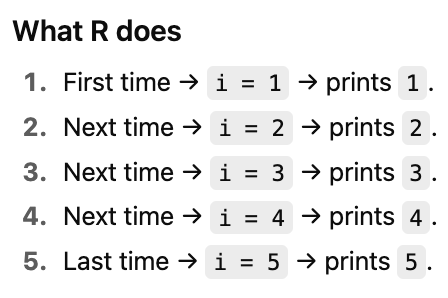 What R does
1. First time → i = 1 → prints 1.
2. Next time → i = 2 → prints 2.
3. Next time → i = 3 → prints 3.
4. Next time → i = 4 → prints 4.
5. Last time → i = 5 → prints 5.